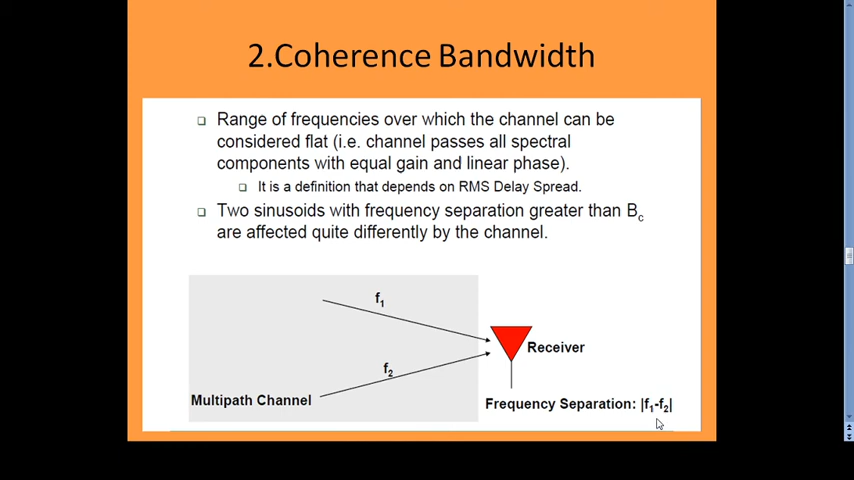 2.Coherence Bandwidth
Range of frequencies over which the channel can be
considered flat (i.e. channel passes all spectral
components with equal gain and linear phase).
It is a definition that depends on RMS Delay Spread.
Two sinusoids with frequency separation greater than Bc
are affected quite differently by the channel.
f1
Receiver
f2
Multipath Channel
Frequency Separation: |f1-f2|